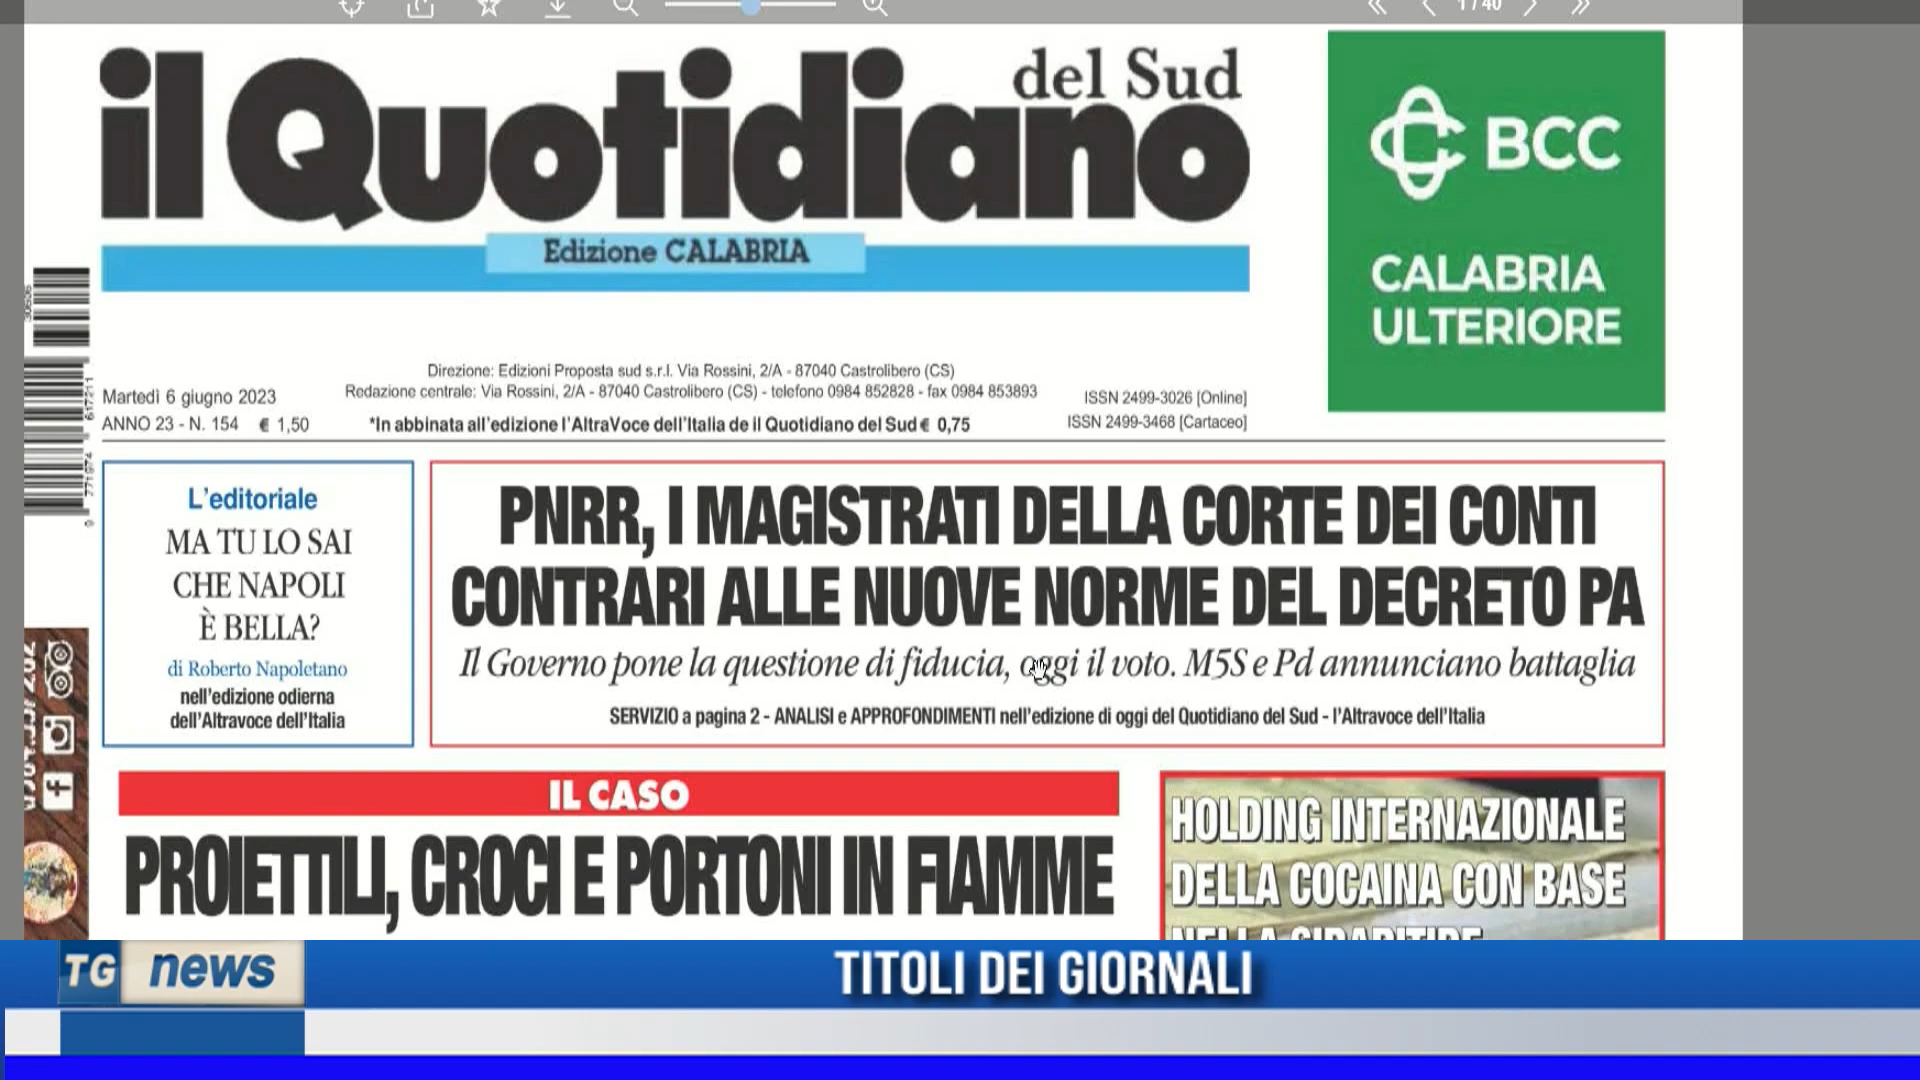 1 / 40
del Sud
il Quotidiano
Edizione CALABRIA
BCC
CALABRIA
ULTERIORE
Direzione: Edizioni Proposta sud s.r.l. Via Rossini, 2/A - 87040 Castrolibero (CS)
Redazione centrale: Via Rossini, 2/A - 87040 Castrolibero (CS) - telefono 0984 852828 - fax 0984 853893
Martedì 6 giugno 2023
ANNO 23 - N. 154 € 1,50
*In abbinata all'edizione l'AltraVoce dell'Italia de il Quotidiano del Sud € 0,75
ISSN 2499-3026 [Online]
ISSN 2499-3468 [Cartaceo]
L'editoriale
MA TU LO SAI
CHE NAPOLI
È BELLA?
di Roberto Napoletano
nell'edizione odierna
dell'Altravoce dell'Italia
PNRR, I MAGISTRATI DELLA CORTE DEI CONTI
CONTRARI ALLE NUOVE NORME DEL DECRETO PA
Il Governo pone la questione di fiducia, oggi il voto. M5S e Pd annunciano battaglia
SERVIZIO a pagina 2 - ANALISI e APPROFONDIMENTI nell'edizione di oggi del Quotidiano del Sud - l'Altravoce dell'Italia
IL CASO
PROIETTILI, CROCI E PORTONI IN FIAMME
HOLDING INTERNAZIONALE
DELLA COCAINA CON BASE
TG news
TITOLI DEI GIORNALI